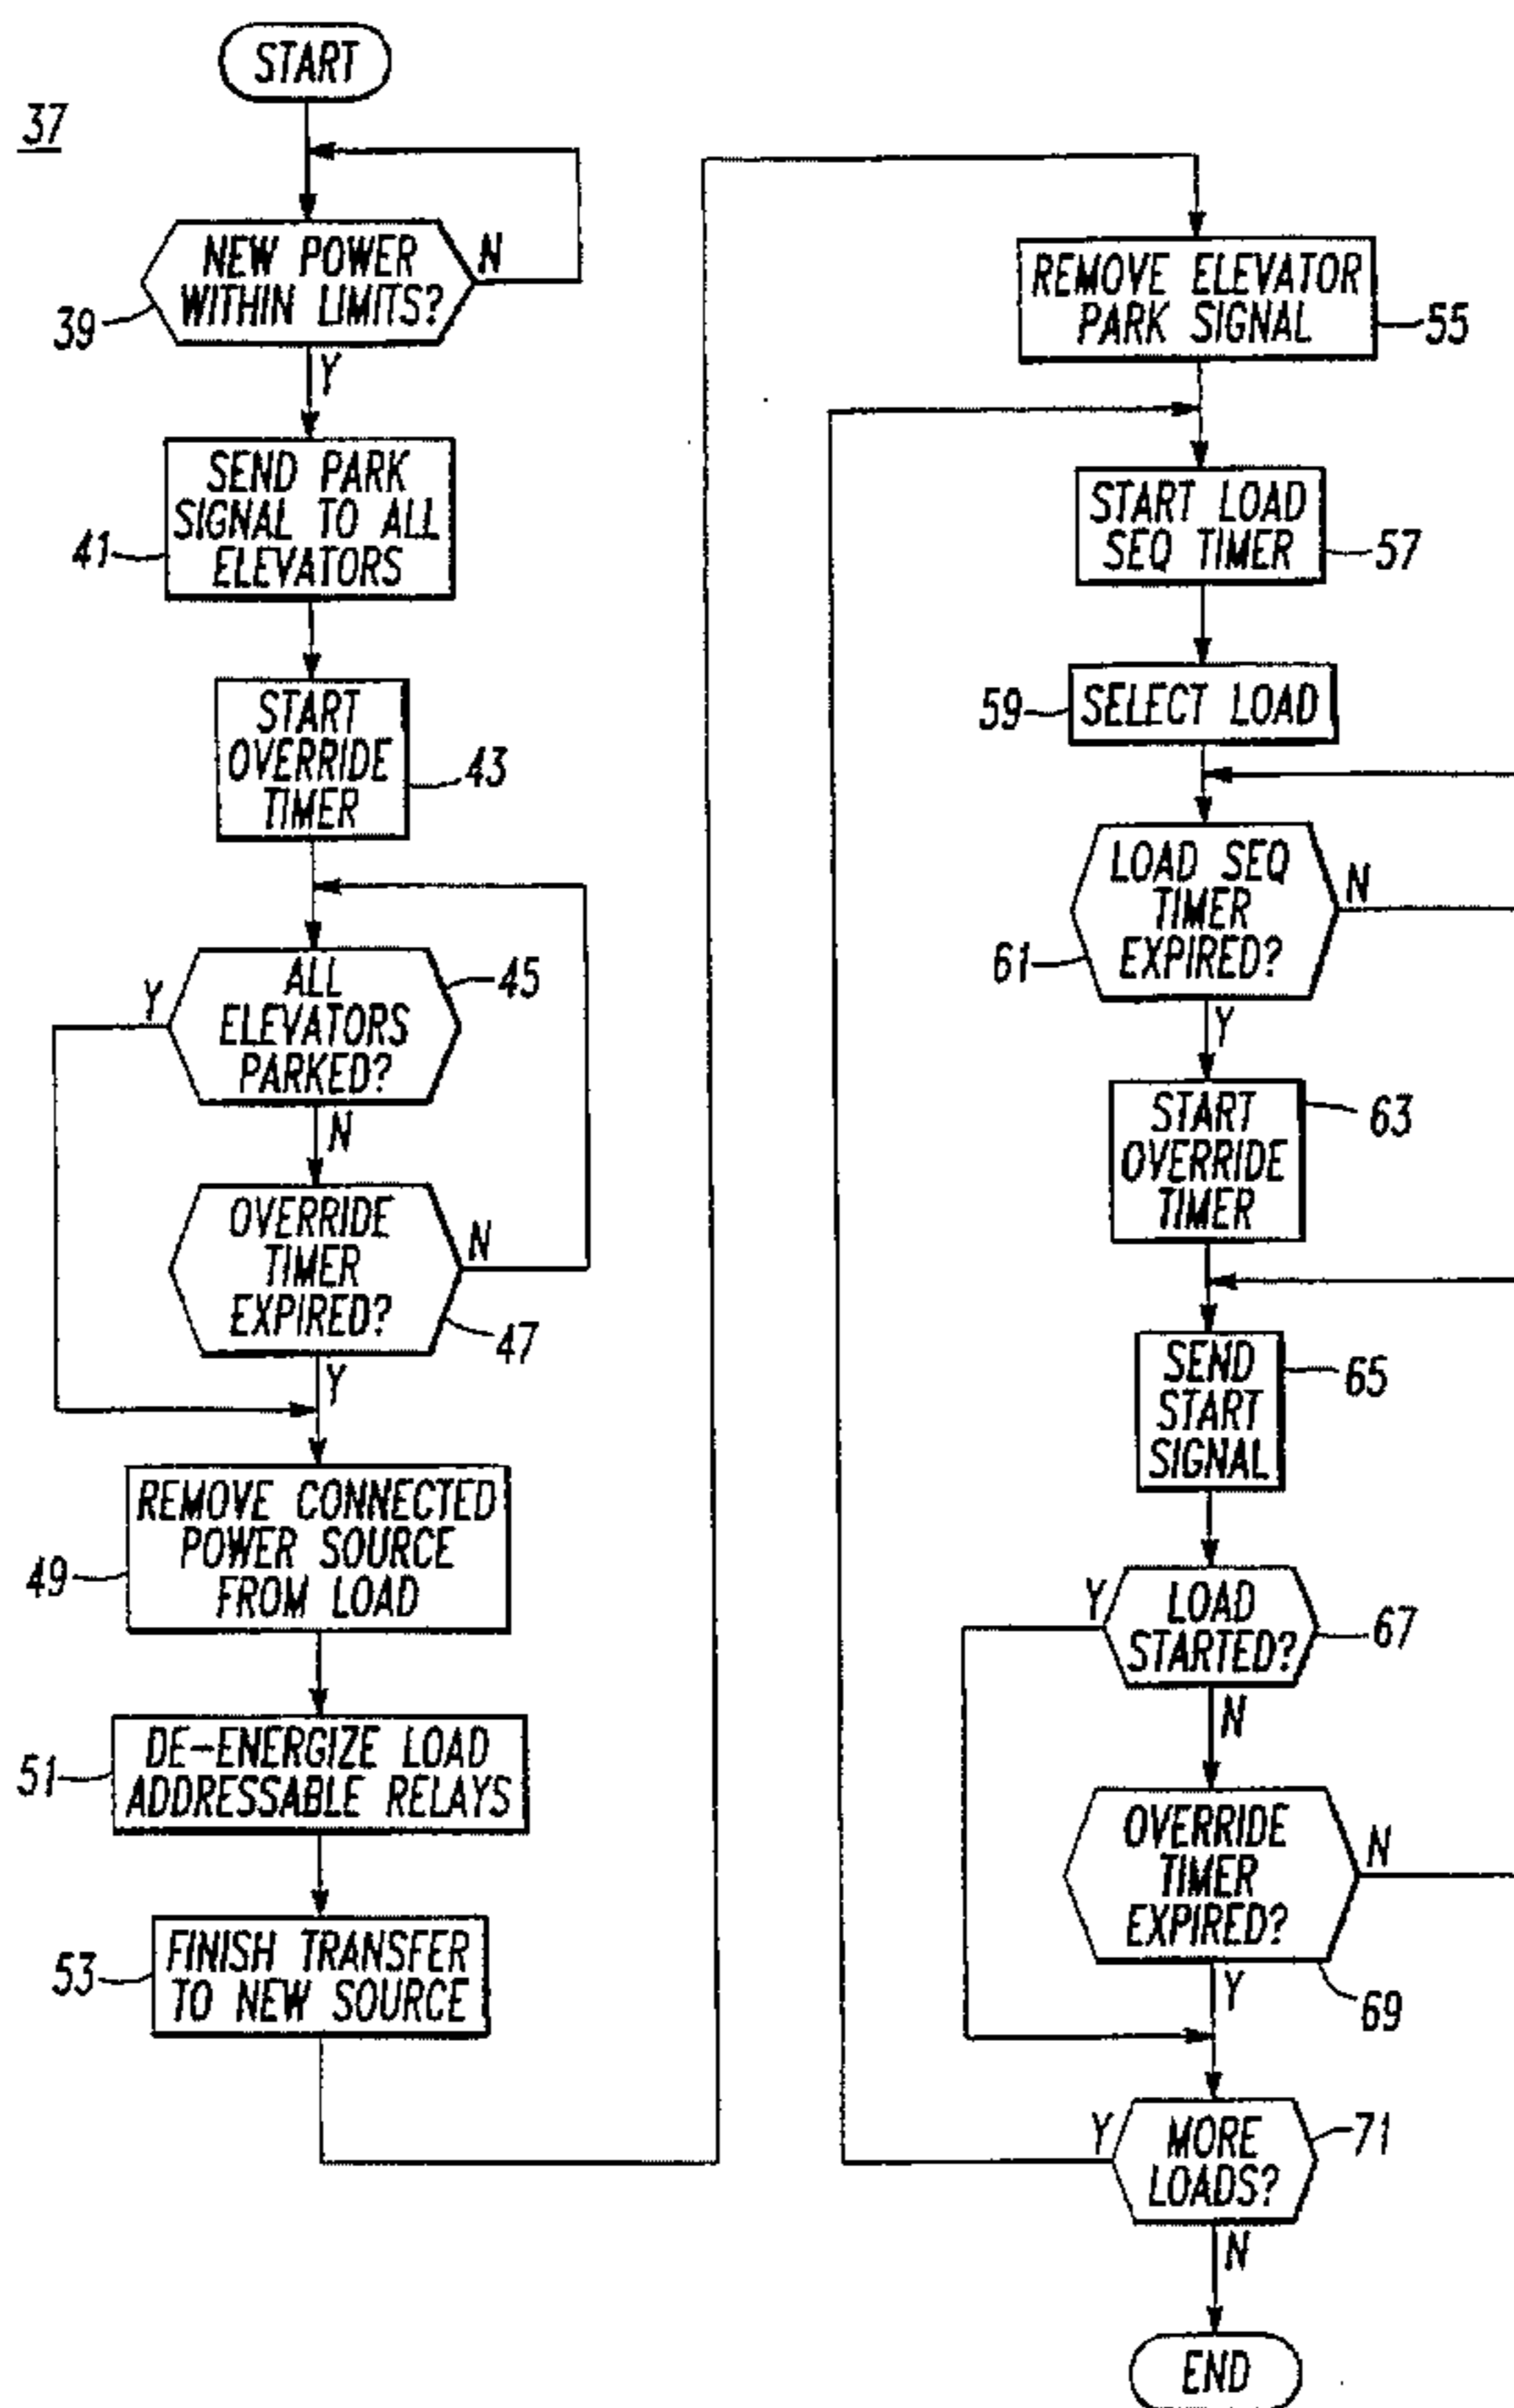 START
37
NEW POWER
WITHIN LIMITS?
N
39
Y
SEND PARK
SIGNAL TO ALL
ELEVATORS
41
START
OVERRIDE
TIMER
43
ALL
ELEVATORS
PARKED?
45
Y
N
OVERRIDE
TIMER
EXPIRED?
N
47
Y
REMOVE CONNECTED
POWER SOURCE
FROM LOAD
49
DE-ENERGIZE LOAD
ADDRESSABLE RELAYS
51
FINISH TRANSFER
TO NEW SOURCE
53
REMOVE ELEVATOR
PARK SIGNAL
55
START LOAD
SEQ TIMER
57
SELECT LOAD
59
LOAD SEQ
TIMER
EXPIRED?
N
61
Y
START
OVERRIDE
TIMER
63
SEND
START
SIGNAL
65
LOAD
STARTED?
Y
67
N
OVERRIDE
TIMER
EXPIRED?
N
69
Y
MORE
LOADS?
Y
71
N
END